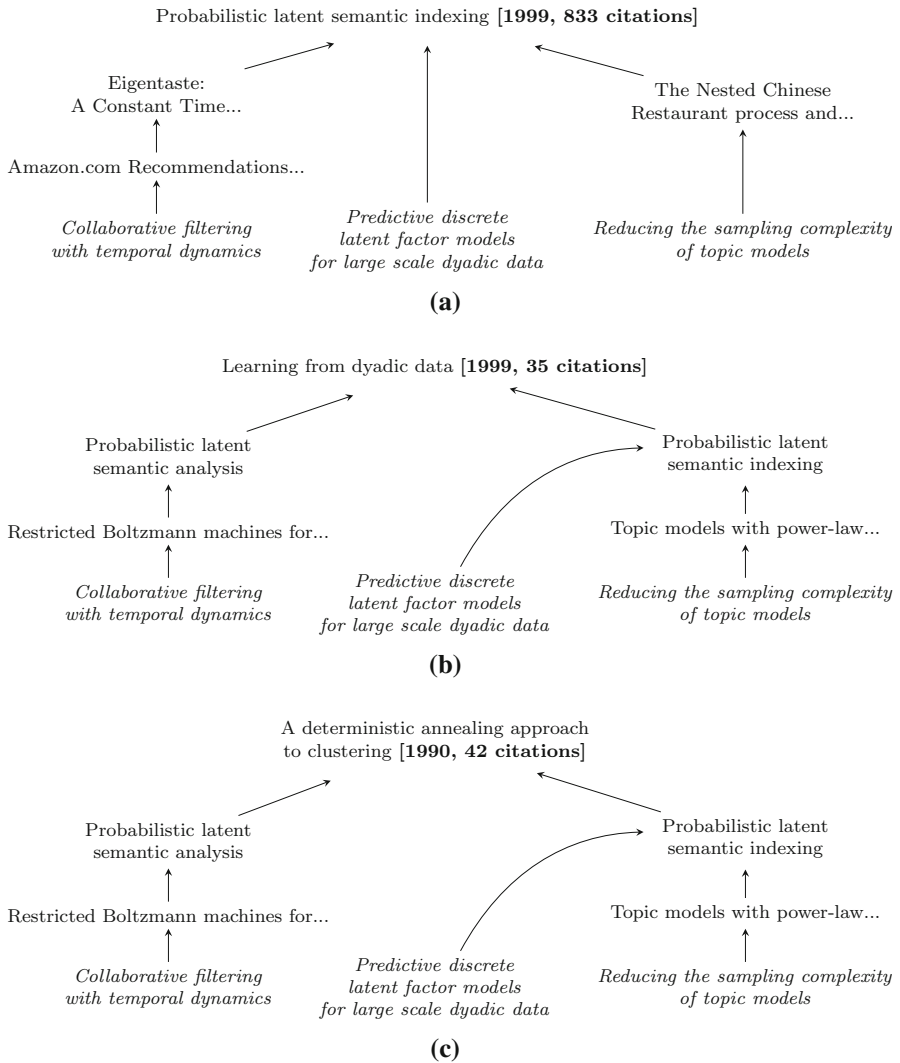 Probabilistic latent semantic indexing [1999, 833 citations]
Eigentaste:
A Constant Time...
The Nested Chinese
Restaurant process and...
Amazon.com Recommendations...
Collaborative filtering
with temporal dynamics
Predictive discrete
latent factor models
for large scale dyadic data
Reducing the sampling complexity
of topic models
(a)
Learning from dyadic data [1999, 35 citations]
Probabilistic latent
semantic analysis
Probabilistic latent
semantic indexing
Restricted Boltzmann machines for...
Topic models with power-law...
Collaborative filtering
with temporal dynamics
Predictive discrete
latent factor models
for large scale dyadic data
Reducing the sampling complexity
of topic models
(b)
A deterministic annealing approach
to clustering [1990, 42 citations]
Probabilistic latent
semantic analysis
Probabilistic latent
semantic indexing
Restricted Boltzmann machines for...
Topic models with power-law...
Collaborative filtering
with temporal dynamics
Predictive discrete
latent factor models
for large scale dyadic data
Reducing the sampling complexity
of topic models
(c)